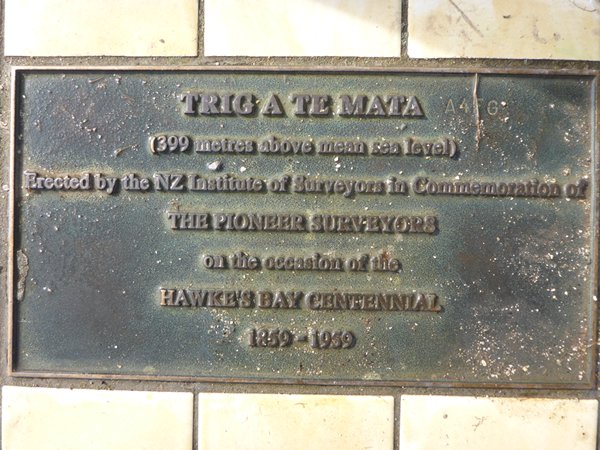 TRIG A TE MATA
(399 metres above mean sea level)
Erected by the NZ Institute of Surveyors in Commemoration of
THE PIONEER SURVEYORS
on the occasion of the
HAWKE'S BAY CENTENNIAL
1859 - 1959